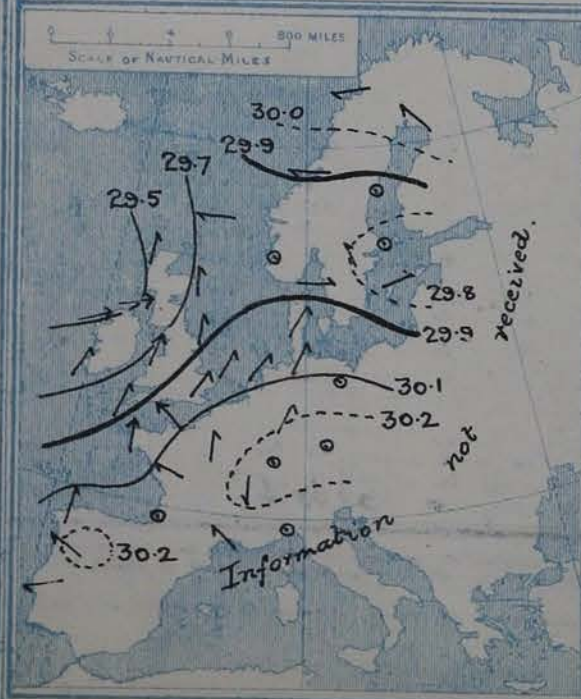 800 MILES
SCALE OF NAUTICAL MILES
30.0
29.9
29.7
29.5
29.8
29.9
30.1
30.2
30.2
Information
not
received.